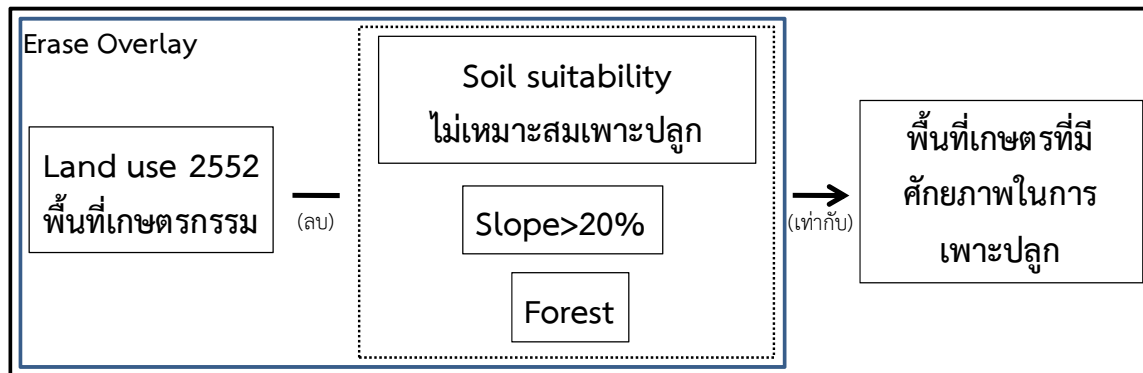 Erase Overlay
Land use 2552
พื้นที่เกษตรกรรม
(ลบ)
Soil suitability
ไม่เหมาะสมเพาะปลูก
Slope>20%
Forest
(เท่ากับ)
พื้นที่เกษตรที่มี
ศักยภาพในการ
เพาะปลูก